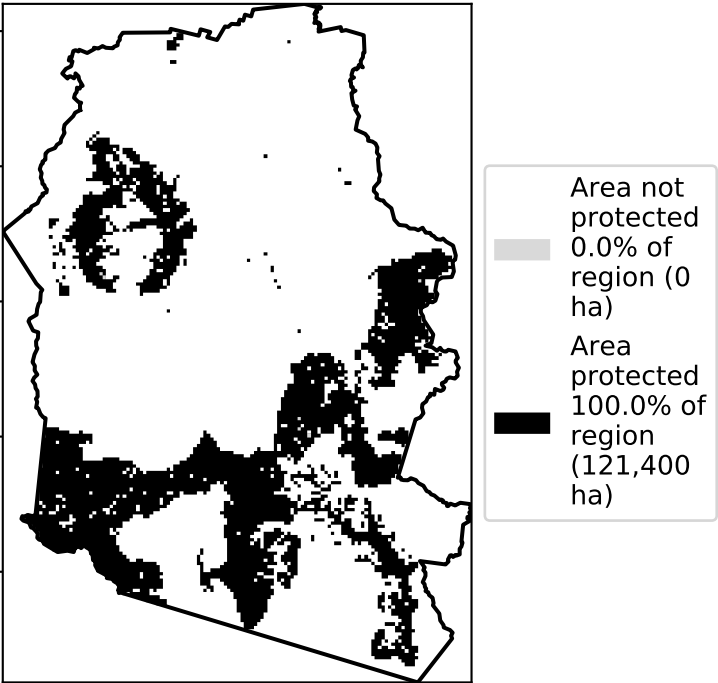 Area not
protected
0.0% of
region (0
ha)
Area
protected
100.0% of
region
(121,400
ha)